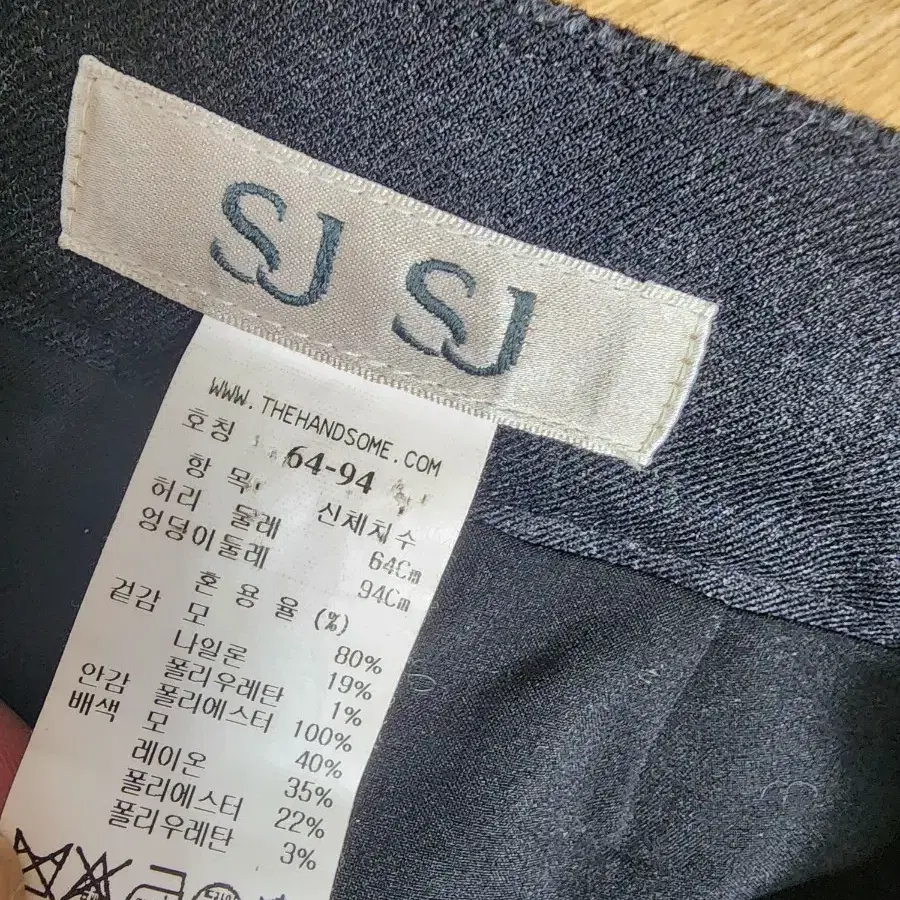 SJ SJ
WWW.THEHANDSOME.COM
호칭 64-94
항 목 신체치수
허리 둘레 64Cm
엉덩이둘레 94Cm
혼 용 율 (%)
겉감 모 80%
나일론 19%
폴리우레탄 1%
안감 폴리에스터 100%
배색 모 40%
레이온 35%
폴리에스터 22%
폴리우레탄 3%